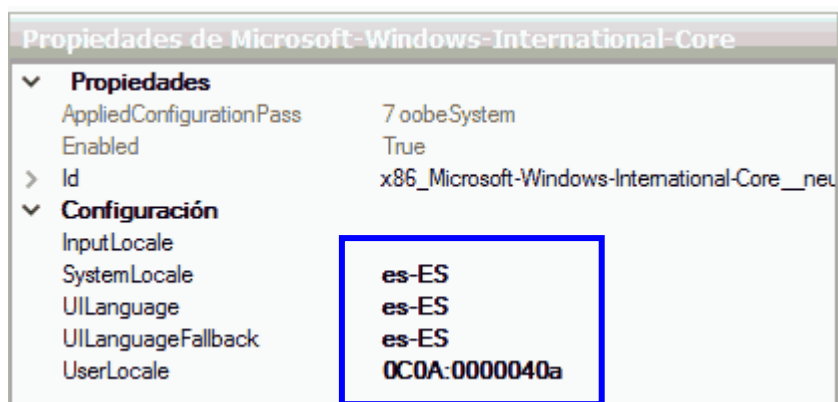 Propiedades de Microsoft-Windows-International-Core
Propiedades
AppliedConfigurationPass 7 oobeSystem
Enabled True
Id x86_Microsoft-Windows-International-Core__neu
Configuración
InputLocale
SystemLocale es-ES
UILanguage es-ES
UILanguageFallback es-ES
UserLocale 0C0A:0000040a